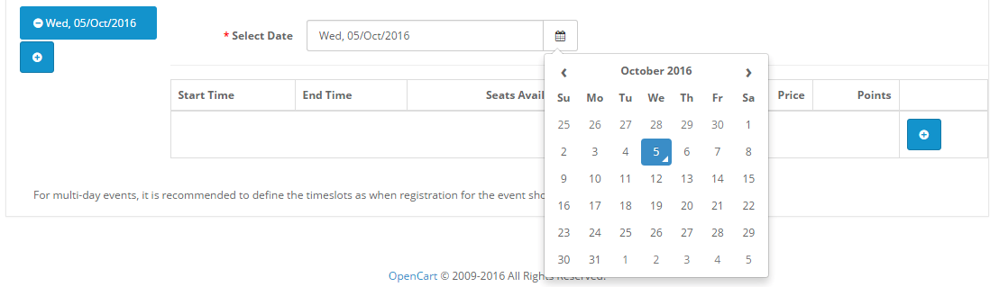 Wed, 05/Oct/2016
* Select Date
Wed, 05/Oct/2016
‹ October 2016 ›
Su Mo Tu We Th Fr Sa
25 26 27 28 29 30 1
2 3 4 5 6 7 8
9 10 11 12 13 14 15
16 17 18 19 20 21 22
23 24 25 26 27 28 29
30 31 1 2 3 4 5
Start Time End Time Seats Avail Price Points
For multi-day events, it is recommended to define the timeslots as when registration for the event
OpenCart © 2009-2016 All Rights Reserved.